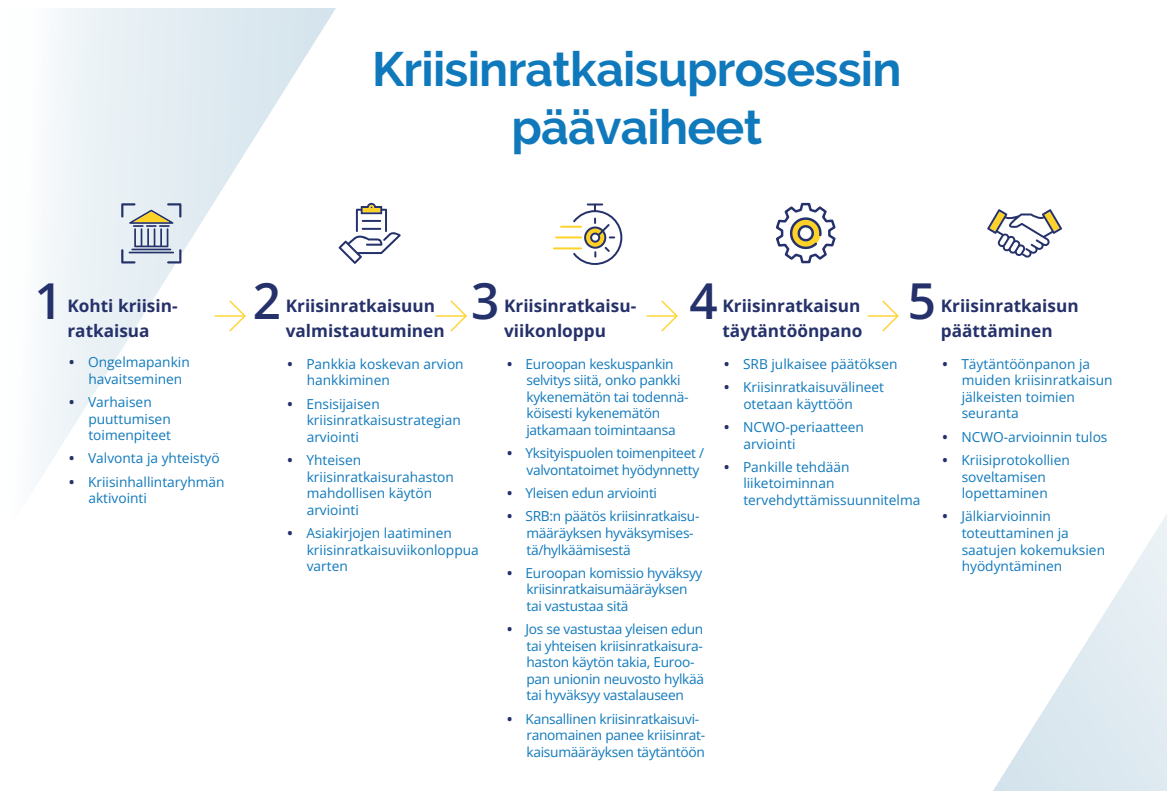 Kriisinratkaisuprosessin
päävaiheet
1 Kohti kriisin-
ratkaisua
• Ongelmapankin
havaitseminen
• Varhaisen
puuttumisen
toimenpiteet
• Valvonta ja yhteistyö
• Kriisinhallintaryhmän
aktivointi
2 Kriisinratkaisuun
valmistautuminen
• Pankkia koskevan arvion
hankkiminen
• Ensisijaisen
kriisinratkaisustrategian
arviointi
• Yhteisen
kriisinratkaisurahaston
mahdollisen käytön
arviointi
• Asiakirjojen laatiminen
kriisinratkaisuviikonloppua
varten
3 Kriisinratkaisu-
viikonloppu
• Euroopan keskuspankin
selvitys siitä, onko pankki
kykenemätön tai todennä-
köisesti kykenemätön
jatkamaan toimintaansa
• Yksityispuolen toimenpiteet /
valvontatoimet hyödynnetty
• Yleisen edun arviointi
• SRB:n päätös kriisinratkaisu-
määräyksen hyväksymises-
tä/hylkäämisestä
• Euroopan komissio hyväksyy
kriisinratkaisumääräyksen
tai vastustaa sitä
• Jos se vastustaa yleisen edun
tai yhteisen kriisinratkaisura-
haston käytön takia, Euroo-
pan unionin neuvosto hylkää
tai hyväksyy vastalauseen
• Kansallinen kriisinratkaisuvi-
ranomainen panee kriisinrat-
kaisumääräyksen täytäntöön
4 Kriisinratkaisun
täytäntöönpano
• SRB julkaisee päätöksen
• Kriisinratkaisuvälineet
otetaan käyttöön
• NCWO-periaatteen
arviointi
• Pankille tehdään
liiketoiminnan
tervehdyttämissuunnitelma
5 Kriisinratkaisun
päättäminen
• Täytäntöönpanon ja
muiden kriisinratkaisun
jälkeisten toimien
seuranta
• NCWO-arvioinnin tulos
• Kriisiprotokollien
soveltamisen
lopettaminen
• Jälkiarvioinnin
toteuttaminen ja
saatujen kokemuksien
hyödyntäminen